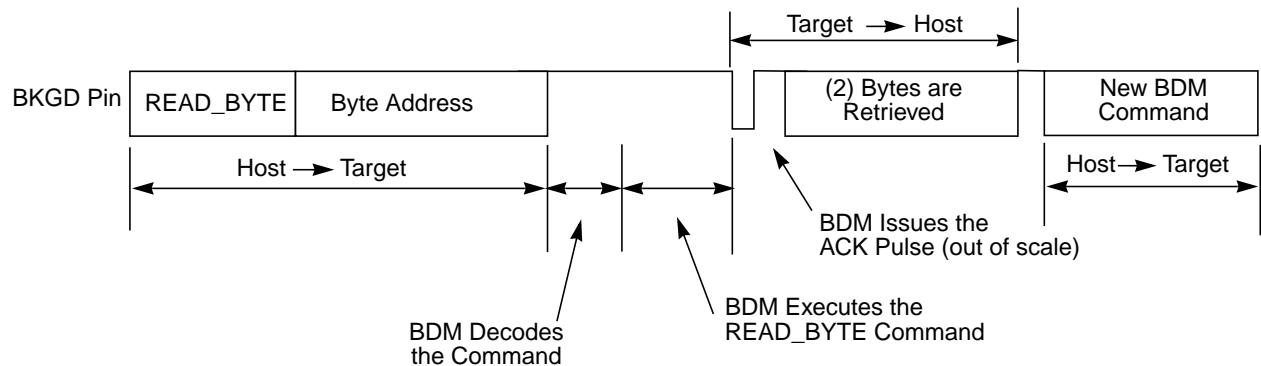 Target → Host
BKGD Pin
READ_BYTE
Byte Address
(2) Bytes are
Retrieved
New BDM
Command
Host → Target
Host → Target
BDM Issues the
ACK Pulse (out of scale)
BDM Executes the
READ_BYTE Command
BDM Decodes
the Command